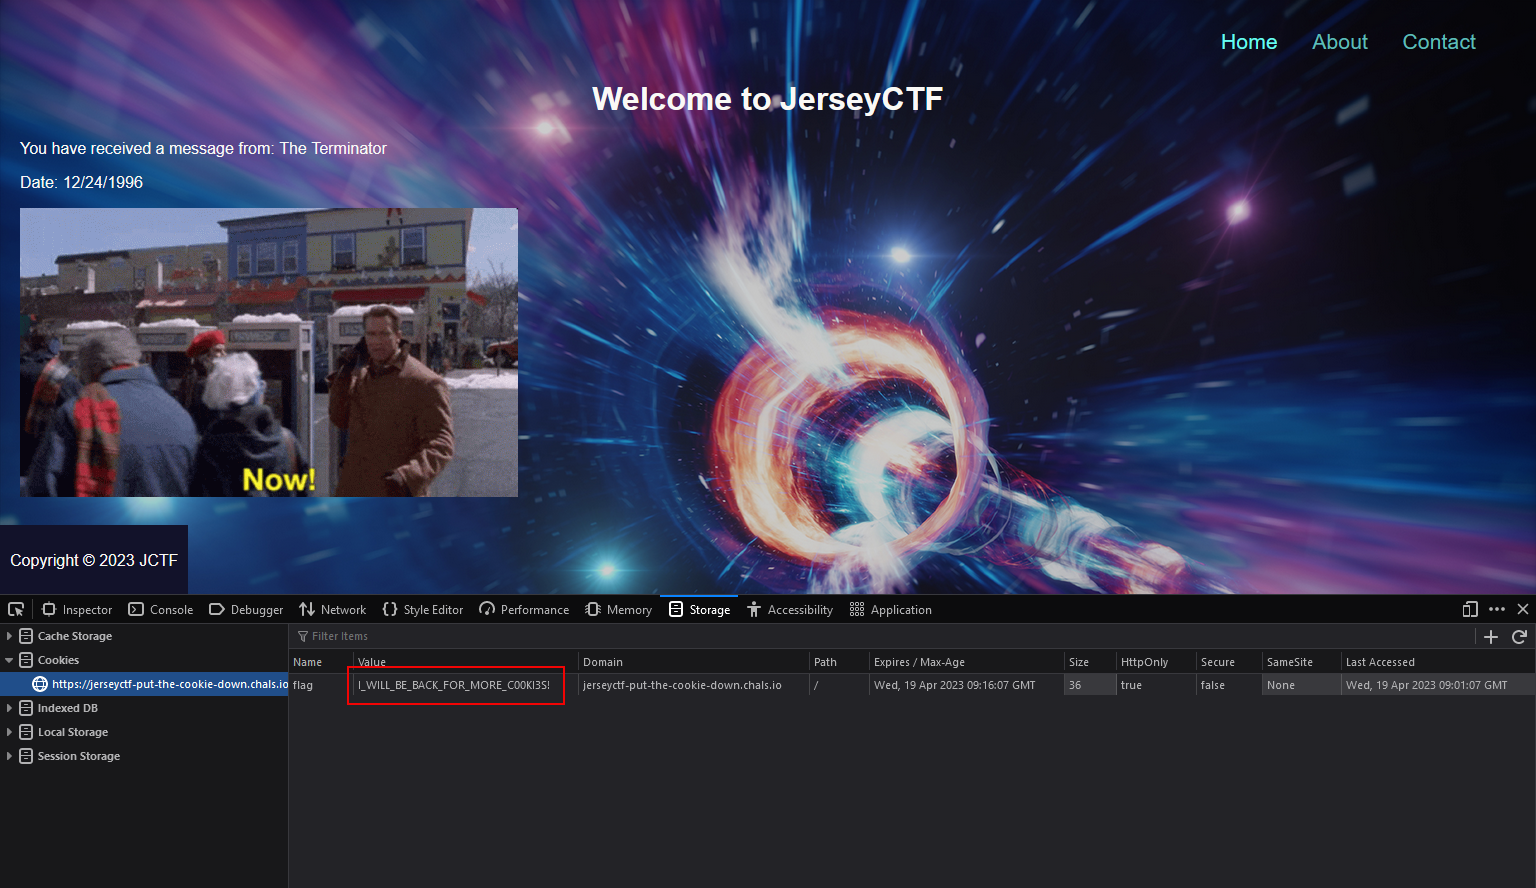 Home About Contact
Welcome to JerseyCTF
You have received a message from: The Terminator
Date: 12/24/1996
Now!
Copyright © 2023 JCTF
Inspector Console Debugger Network Style Editor Performance Memory Storage Accessibility Application
Cache Storage
Cookies
https://jerseyctf-put-the-cookie-down.chals.io
Indexed DB
Local Storage
Session Storage
Filter Items
Name Value Domain Path Expires / Max-Age Size HttpOnly Secure SameSite Last Accessed
flag I_WILL_BE_BACK_FOR_MORE_C00KI3S! jerseyctf-put-the-cookie-down.chals.io / Wed, 19 Apr 2023 09:16:07 GMT 36 true false None Wed, 19 Apr 2023 09:01:07 GMT